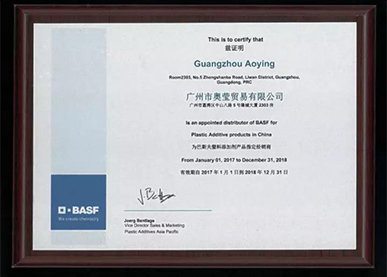 This is to certify that
兹证明
Guangzhou Aoying
Room2303, No.5 Zhongshanba Road, Liwan District, Guangzhou,
Guangdong, PRC
广州市奥莹贸易有限公司
广州市荔湾区中山八路5号 2303房
Is an appointed distributor of BASF for
Plastic Additive products in China
为巴斯夫塑料添加剂产品指定经销商
From January 01, 2017 to December 31, 2018
有效期自2017年1月1日到2018年12月31日
BASF
We create chemistry
Joerg Bentlage
Vice Director Sales & Marketing
Plastic Additives Asia Pacific